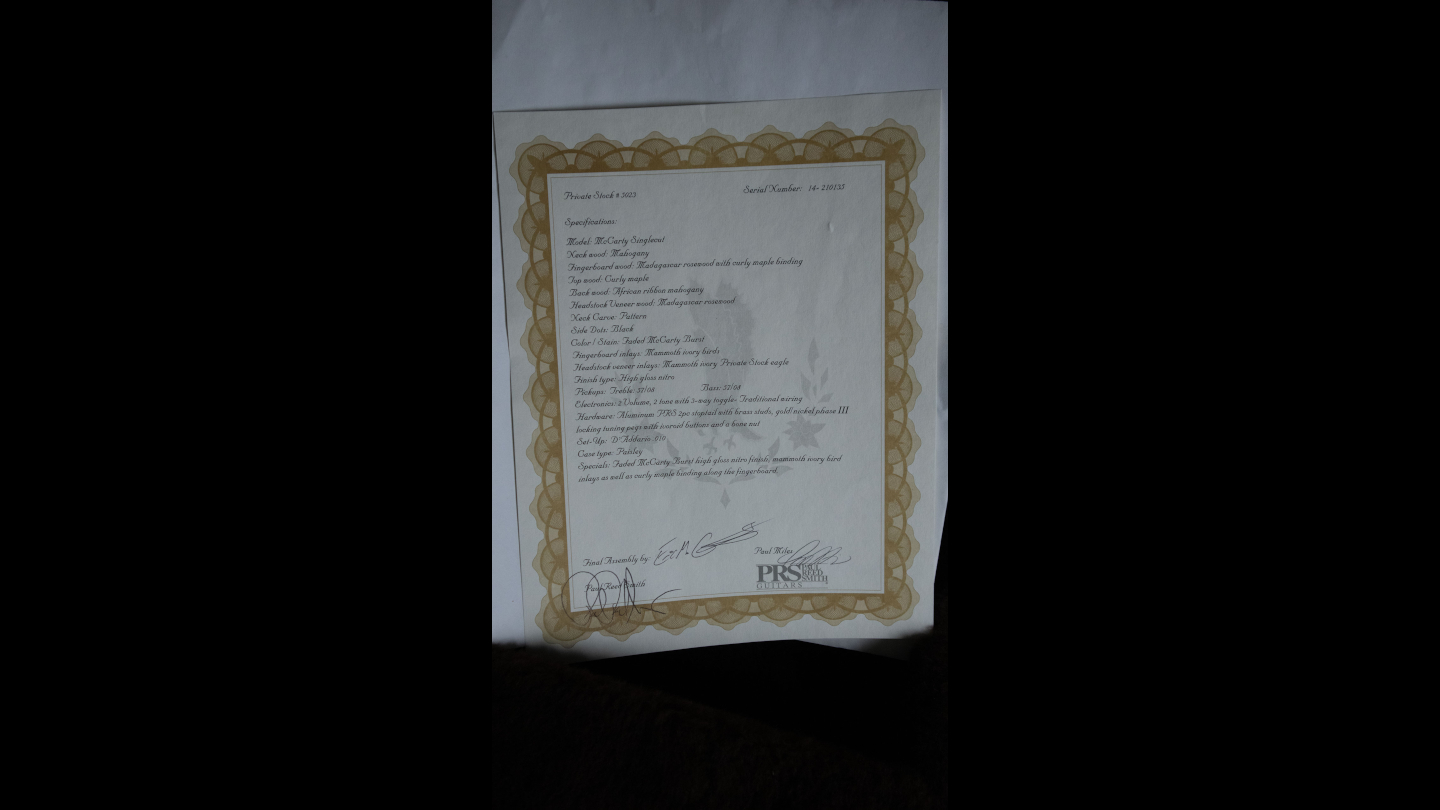 Private Stock # 5023
Serial Number: 14-210135
Specifications:
Model: McCarty Singlecut
Neck wood: Mahogany
Fingerboard wood: Madagascar rosewood with curly maple binding
Top wood: Curly maple
Back wood: African ribbon mahogany
Headstock Veneer wood: Madagascar rosewood
Neck Carve: Pattern
Side Dots: Black
Color / Stain: Faded McCarty Burst
Fingerboard inlays: Mammoth ivory birds
Headstock veneer inlays: Mammoth ivory Private Stock eagle
Finish type: High gloss nitro
Pickups: Treble: 57/08 Bass: 57/08
Electronics: 2 Volume, 2 tone with 3-way toggle- Traditional wiring
Hardware: Aluminum PRS 2pc stoptail with brass studs, gold/nickel phase III
locking tuning pegs with ivoroid buttons and a bone nut
Set-Up: D'Addario .010
Case type: Paisley
Specials: Faded McCarty Burst high gloss nitro finish, mammoth ivory bird
inlays as well as curly maple binding along the fingerboard.
Final Assembly by:
Paul Miles
Paul Reed Smith
PRS PAUL REED SMITH
GUITARS